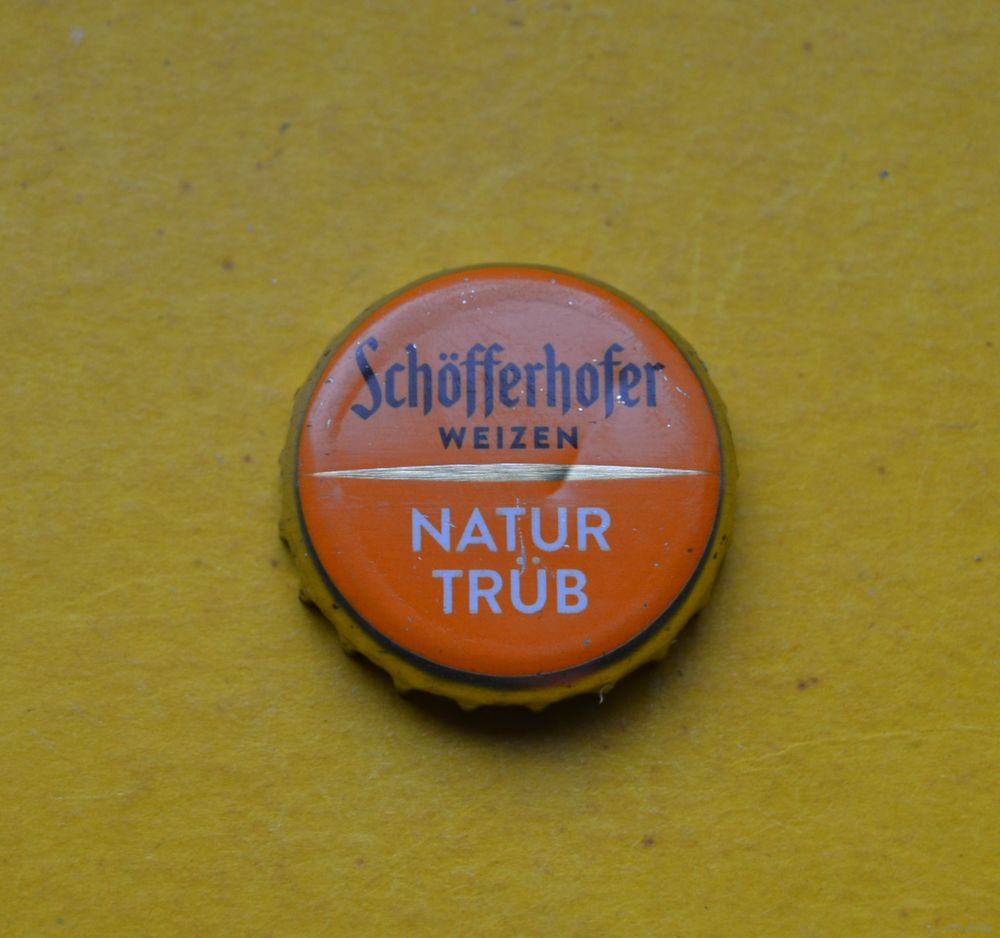 Schöfferhofer
WEIZEN
NATUR
TRÜB